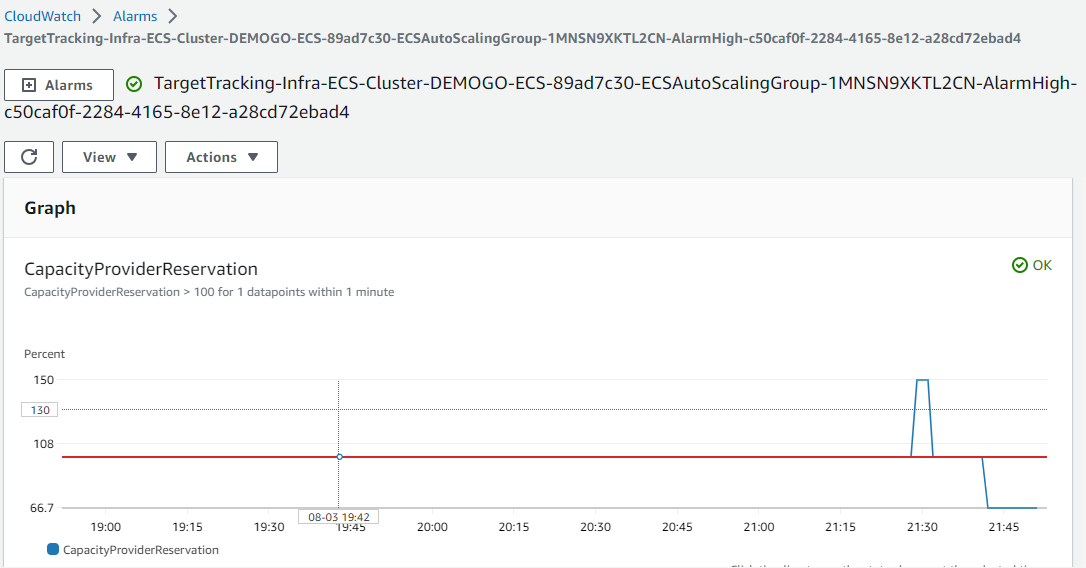 CloudWatch > Alarms >
TargetTracking-Infra-ECS-Cluster-DEMOGO-ECS-89ad7c30-ECSAutoScalingGroup-1MNSN9XKTL2CN-AlarmHigh-c50caf0f-2284-4165-8e12-a28cd72ebad4
Alarms TargetTracking-Infra-ECS-Cluster-DEMOGO-ECS-89ad7c30-ECSAutoScalingGroup-1MNSN9XKTL2CN-AlarmHigh-
c50caf0f-2284-4165-8e12-a28cd72ebad4
View Actions
Graph
CapacityProviderReservation OK
CapacityProviderReservation > 100 for 1 datapoints within 1 minute
Percent
150
130
108
66.7
08-03 19:42
19:00 19:15 19:30 19:45 20:00 20:15 20:30 20:45 21:00 21:15 21:30 21:45
CapacityProviderReservation